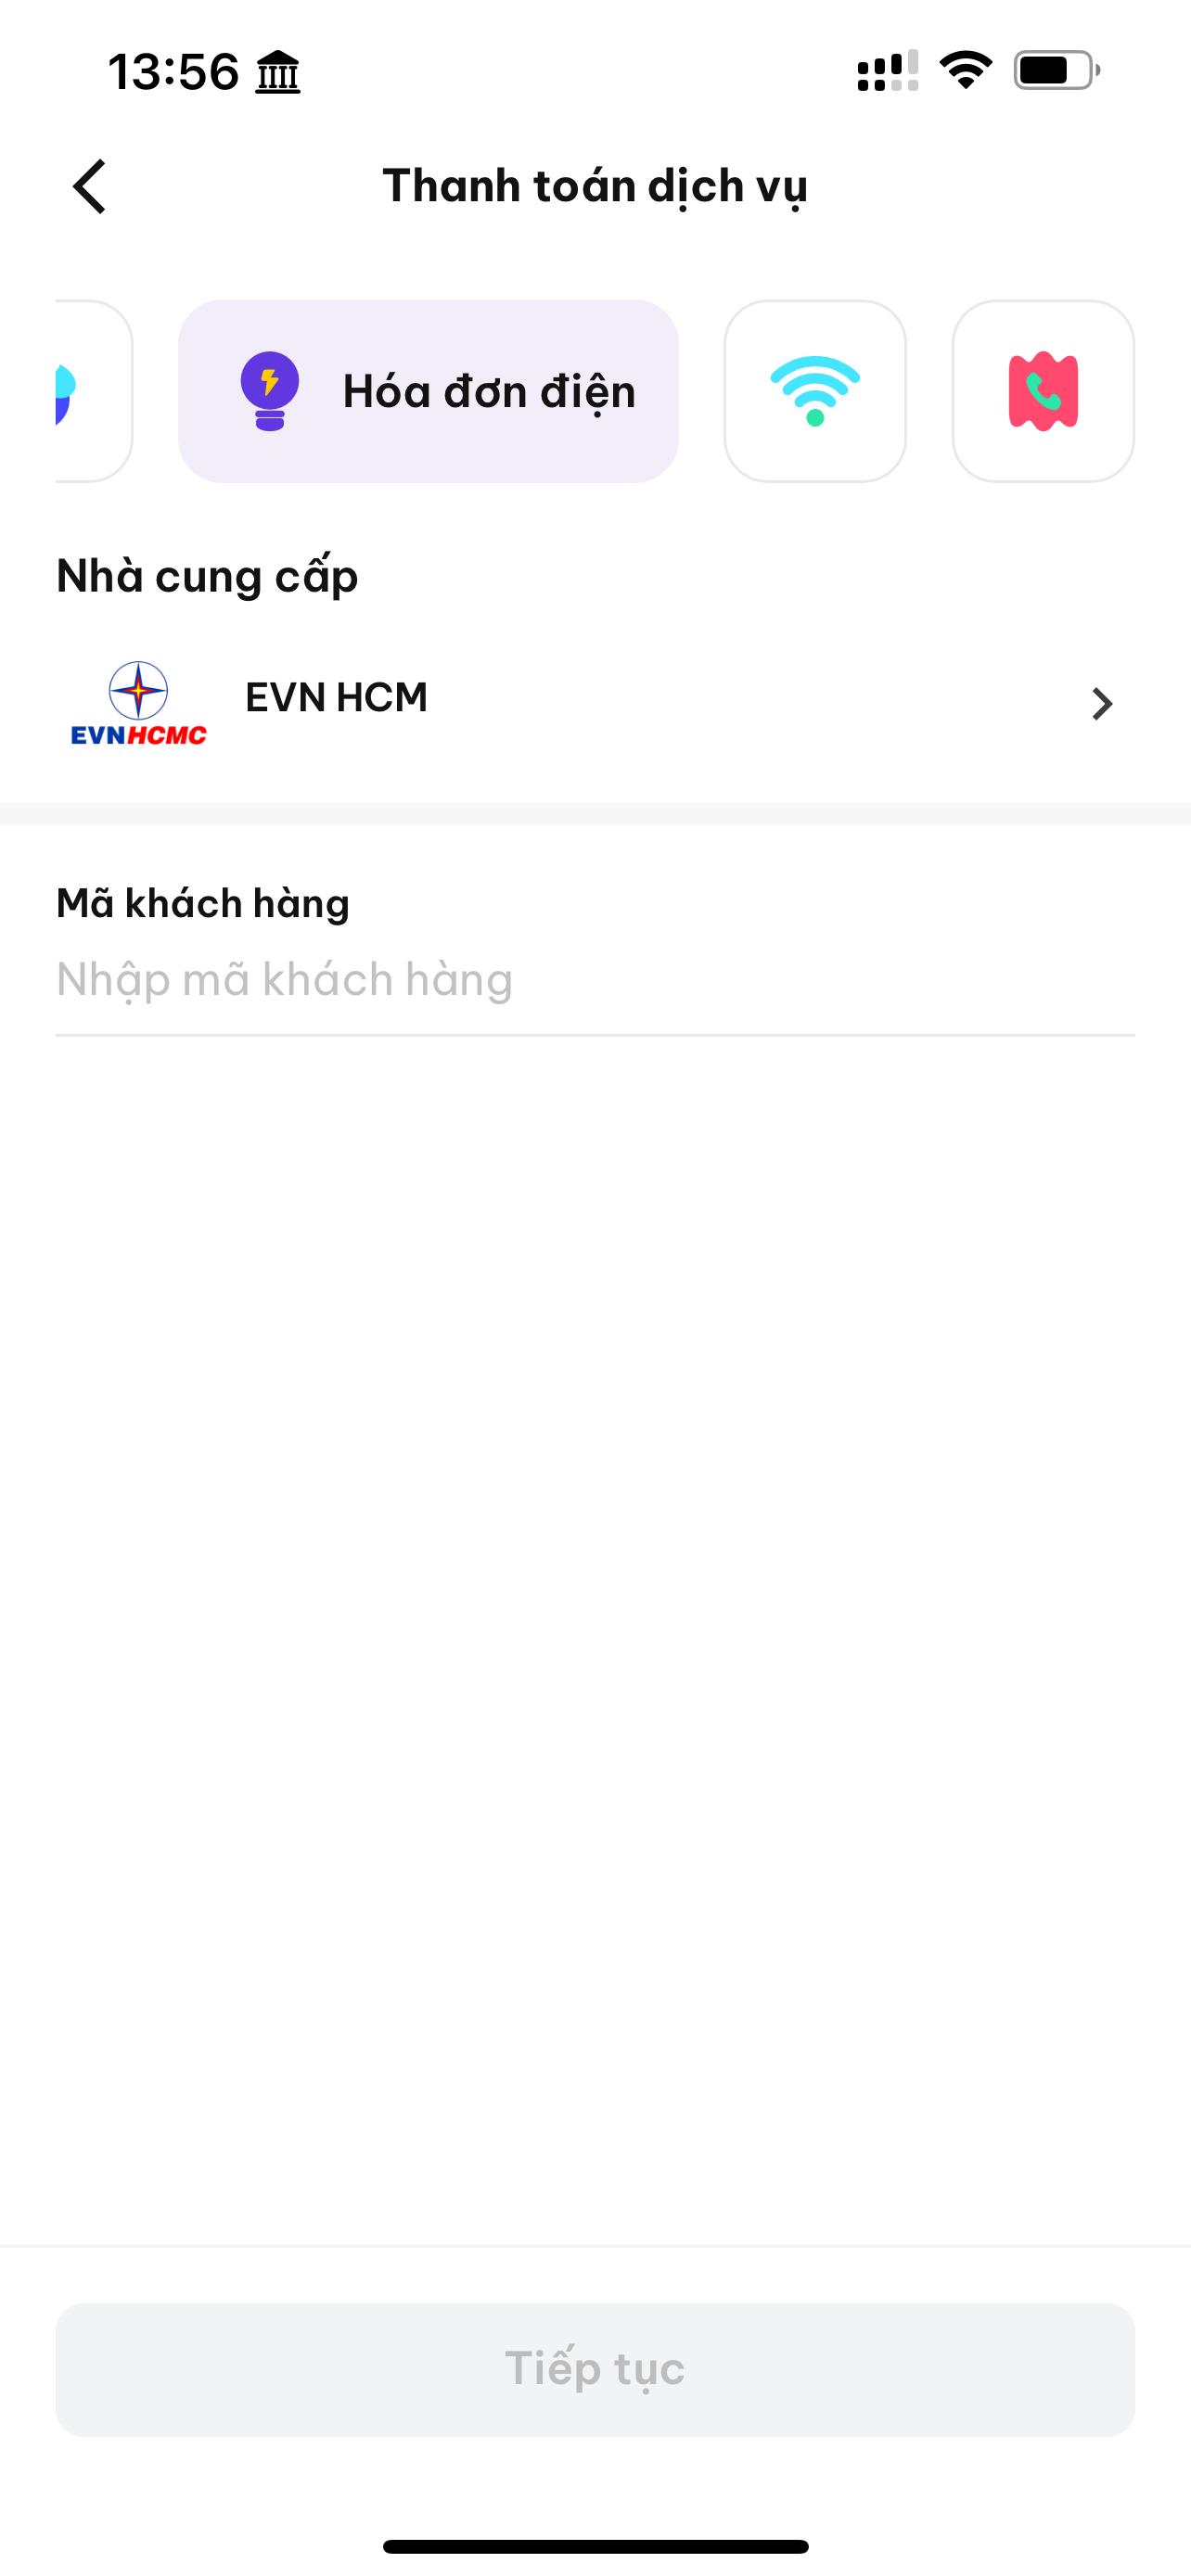 13:56
Thanh toán dịch vụ
Hóa đơn điện
Nhà cung cấp
EVNHCMC
EVN HCM
Mã khách hàng
Nhập mã khách hàng
Tiếp tục